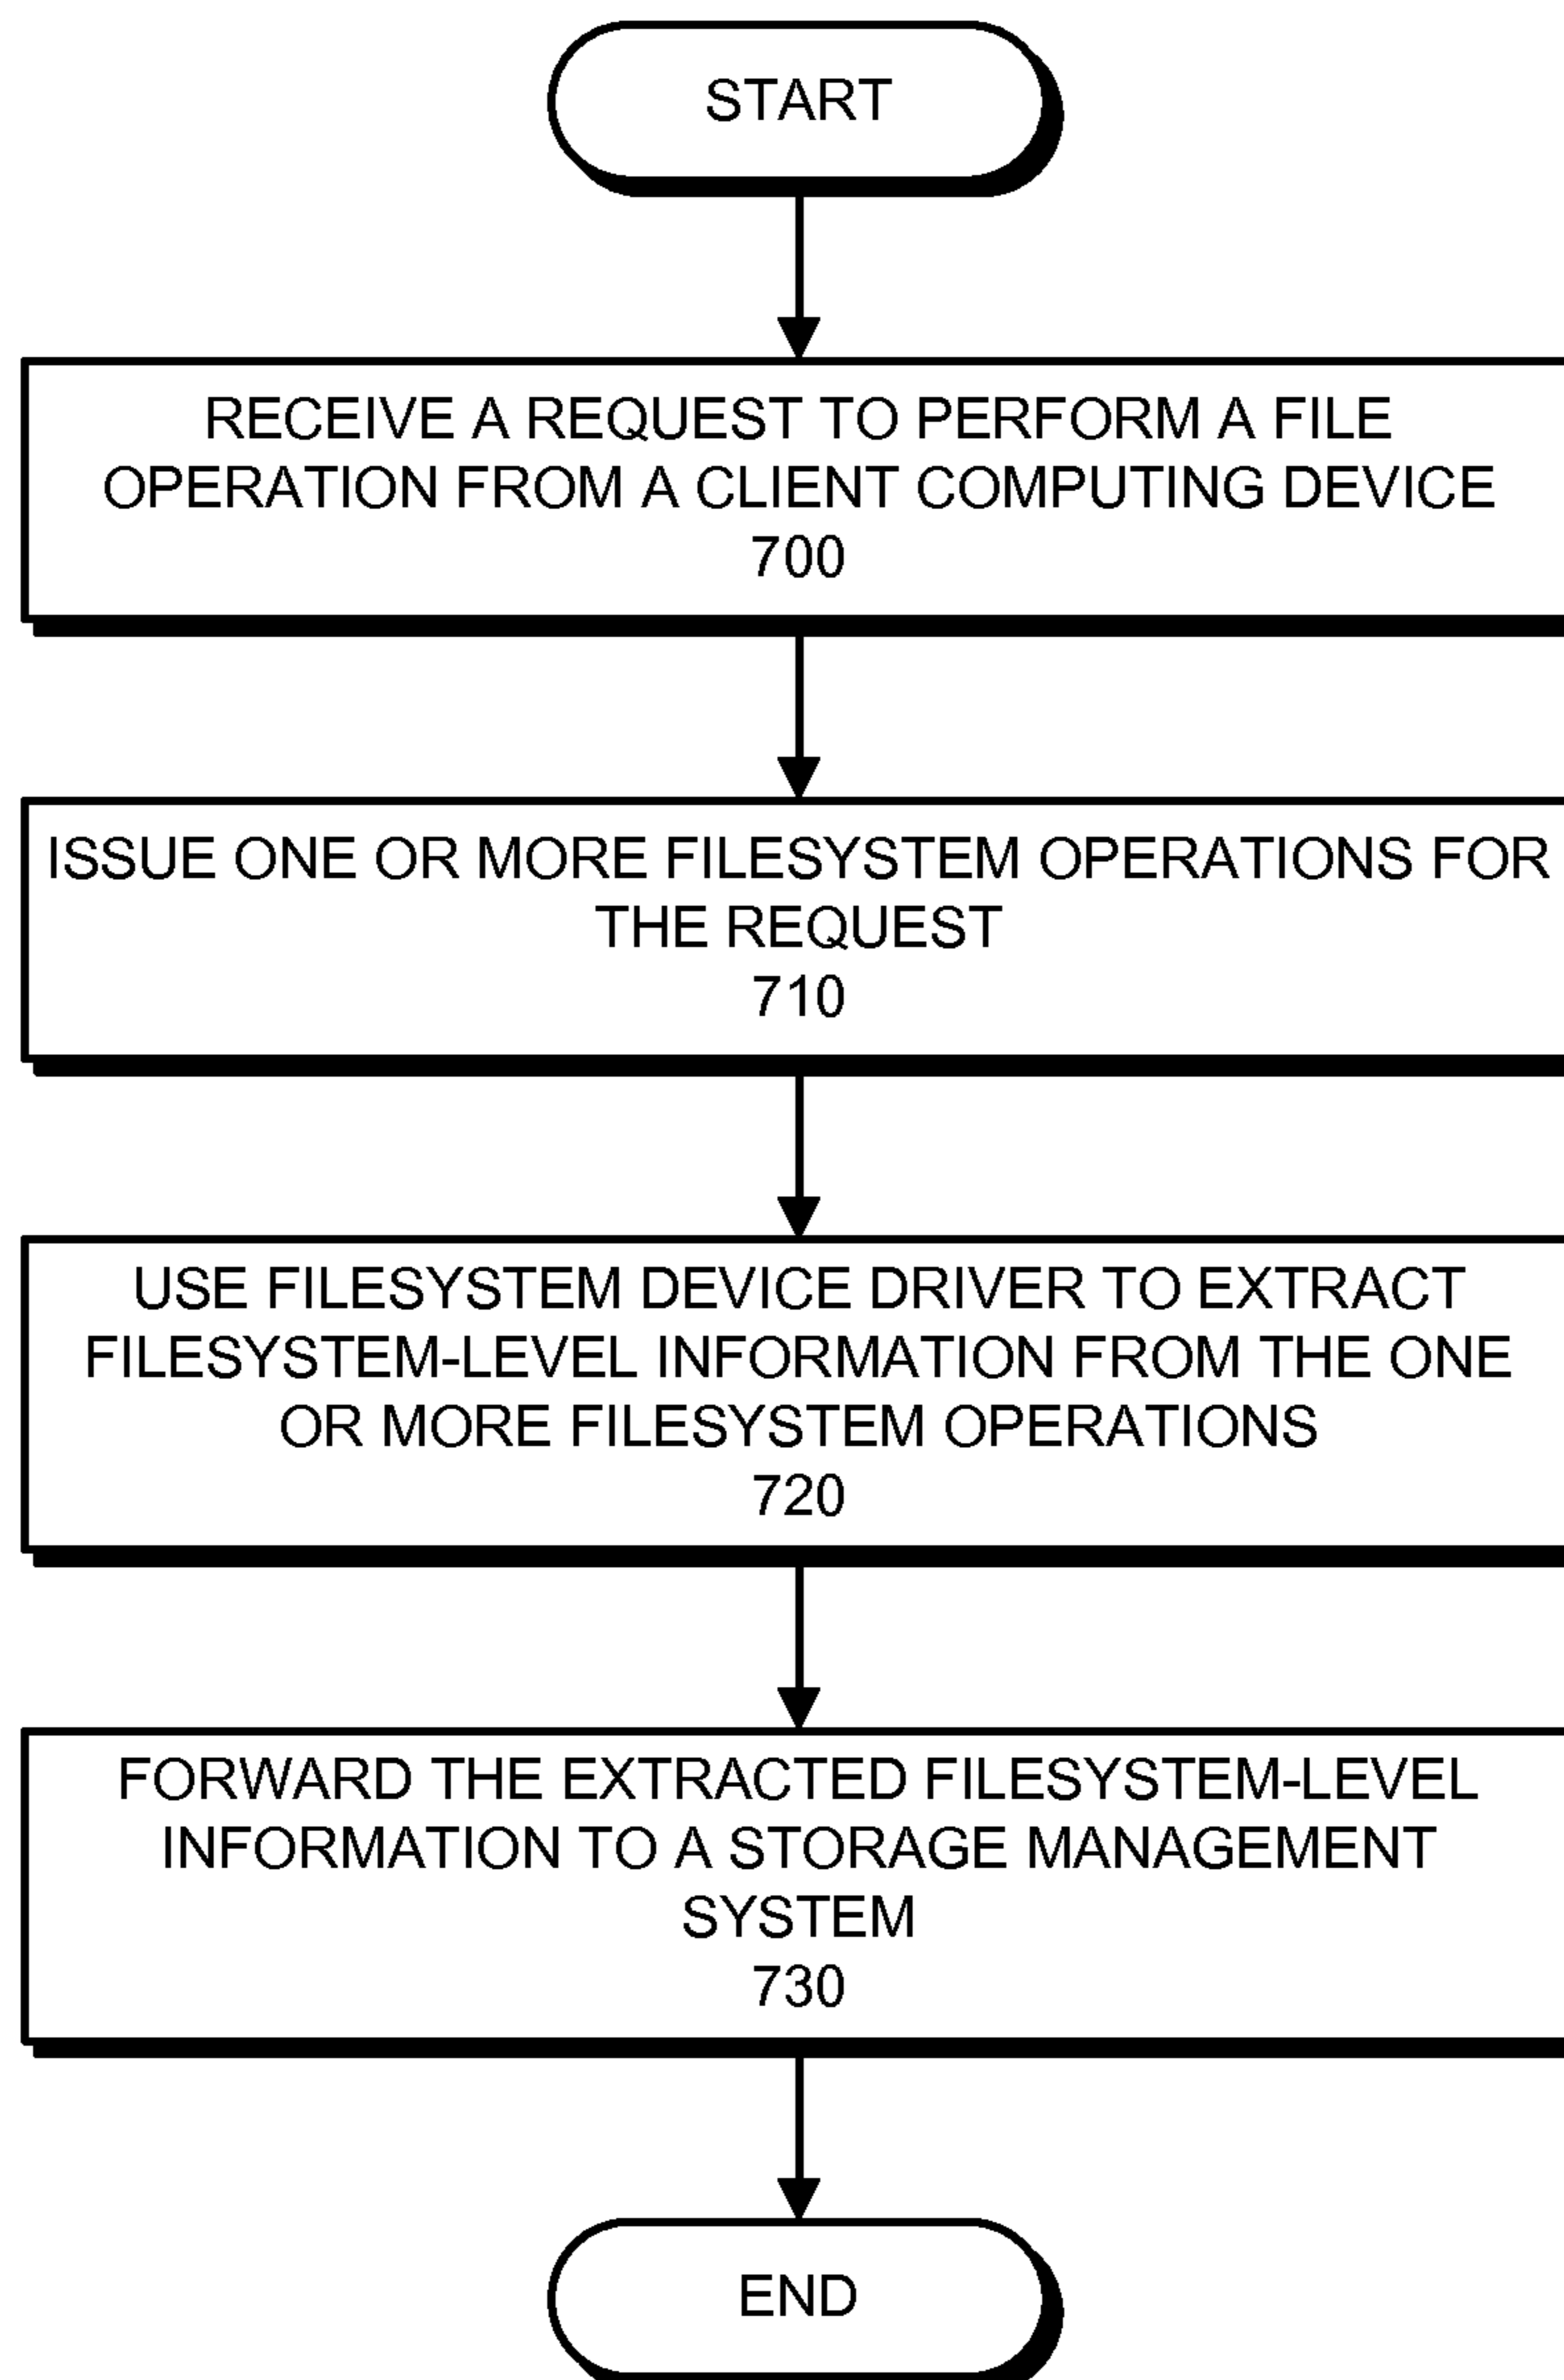 START
RECEIVE A REQUEST TO PERFORM A FILE
OPERATION FROM A CLIENT COMPUTING DEVICE
700
ISSUE ONE OR MORE FILESYSTEM OPERATIONS FOR
THE REQUEST
710
USE FILESYSTEM DEVICE DRIVER TO EXTRACT
FILESYSTEM-LEVEL INFORMATION FROM THE ONE
OR MORE FILESYSTEM OPERATIONS
720
FORWARD THE EXTRACTED FILESYSTEM-LEVEL
INFORMATION TO A STORAGE MANAGEMENT
SYSTEM
730
END